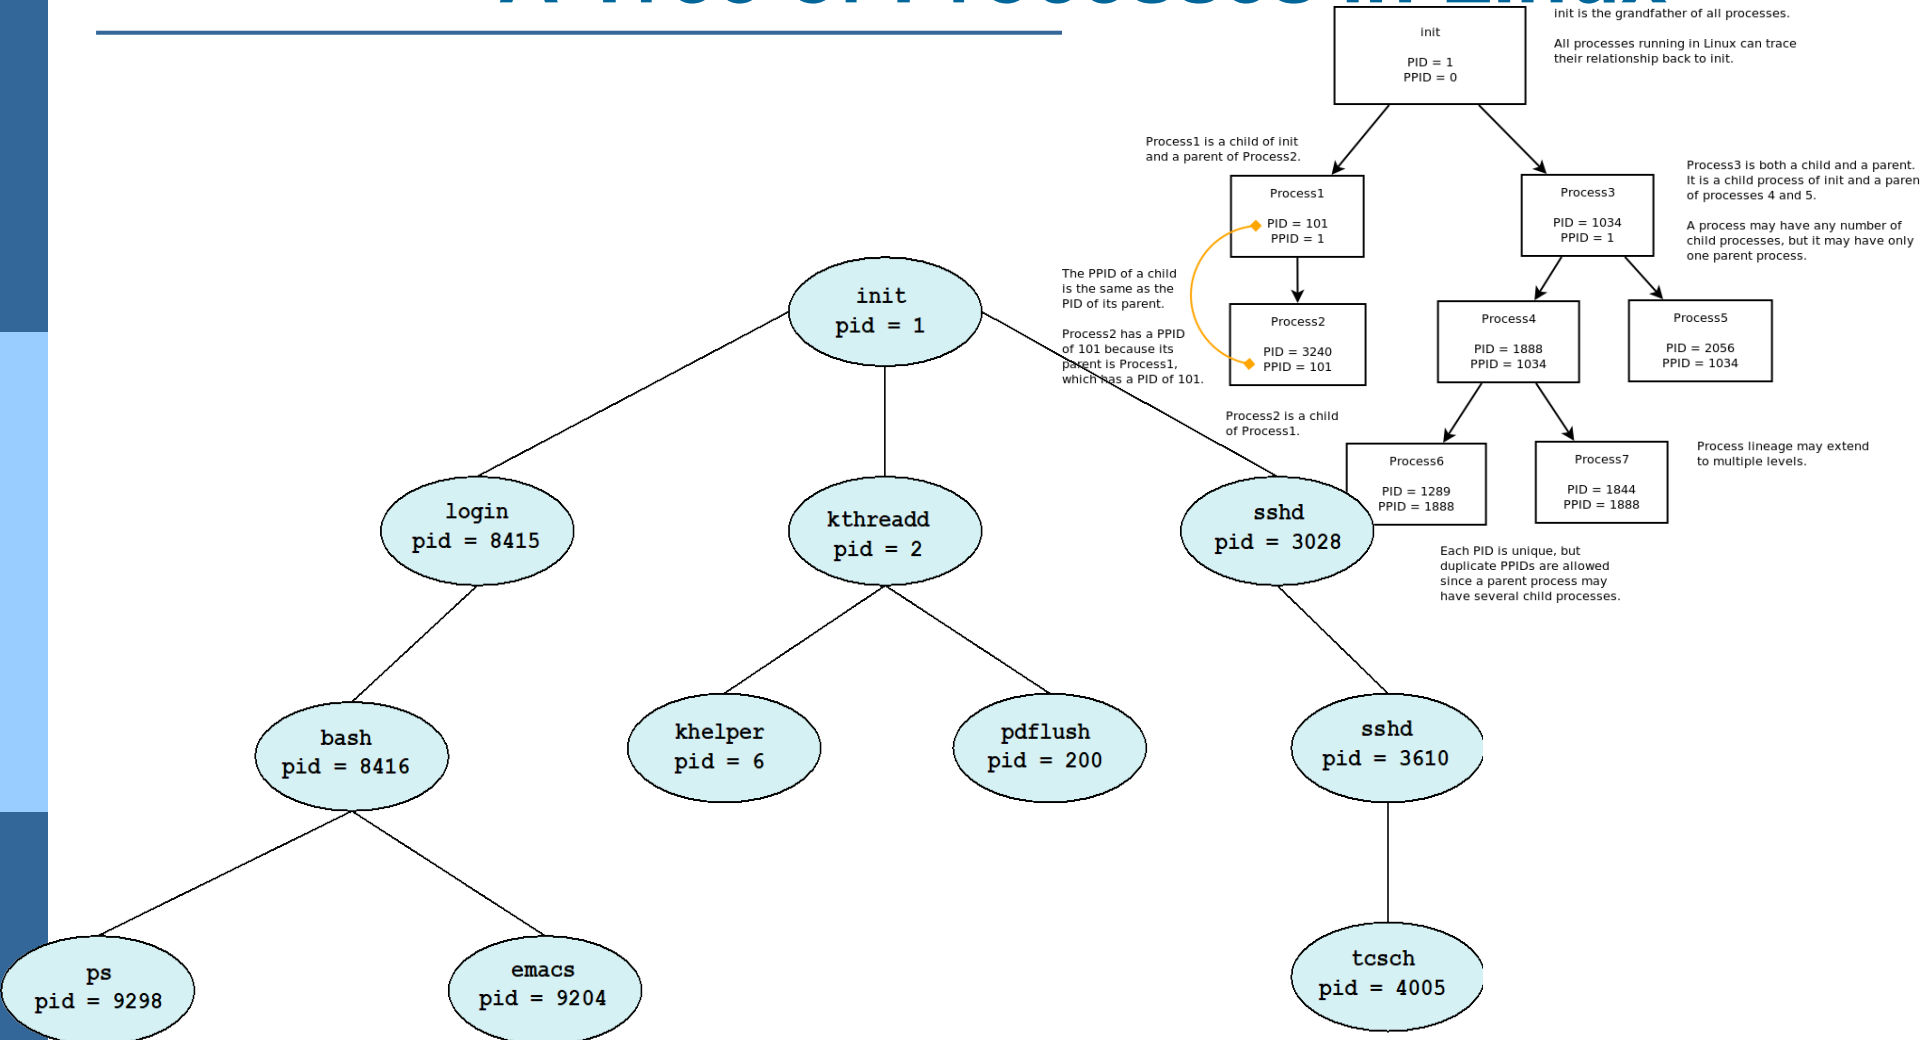 A Tree of Processes in Linux
init
PID = 1
PPID = 0
init is the grandfather of all processes.
All processes running in Linux can trace
their relationship back to init.
Process1 is a child of init
and a parent of Process2.
Process1
PID = 101
PPID = 1
Process3
PID = 1034
PPID = 1
Process3 is both a child and a paren
It is a child process of init and a paren
of processes 4 and 5.
A process may have any number of
child processes, but it may have only
one parent process.
The PPID of a child
is the same as the
PID of its parent.
Process2 has a PPID
of 101 because its
parent is Process1,
which has a PID of 101.
Process2
PID = 3240
PPID = 101
Process4
PID = 1888
PPID = 1034
Process5
PID = 2056
PPID = 1034
Process2 is a child
of Process1.
Process6
PID = 1289
PPID = 1888
Process7
PID = 1844
PPID = 1888
Process lineage may extend
to multiple levels.
Each PID is unique, but
duplicate PPIDs are allowed
since a parent process may
have several child processes.
init
pid = 1
login
pid = 8415
kthreadd
pid = 2
sshd
pid = 3028
bash
pid = 8416
khelper
pid = 6
pdflush
pid = 200
sshd
pid = 3610
ps
pid = 9298
emacs
pid = 9204
tcsch
pid = 4005